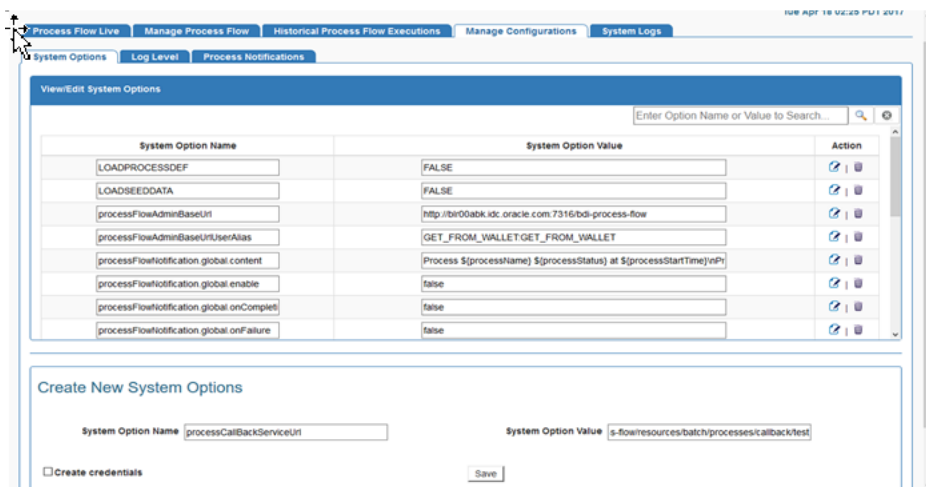 Tue Apr 18 02:25 PDT 2017
Process Flow Live Manage Process Flow Historical Process Flow Executions Manage Configurations System Logs
System Options Log Level Process Notifications
View/Edit System Options
Enter Option Name or Value to Search...
System Option Name System Option Value Action
LOADPROCESSDEF FALSE
LOADSEEDDATA FALSE
processFlowAdminBaseUrl http://blr00abk.idc.oracle.com:7316/bdi-process-flow
processFlowAdminBaseUrlUserAlias GET_FROM_WALLET:GET_FROM_WALLET
processFlowNotification.global.content Process ${processName} ${processStatus} at ${processStartTime}\nPr
processFlowNotification.global.enable false
processFlowNotification.global.onCompleti false
processFlowNotification.global.onFailure false
Create New System Options
System Option Name processCallBackServiceUrl System Option Value s-flow/resources/batch/processes/callback/test
Create credentials Save